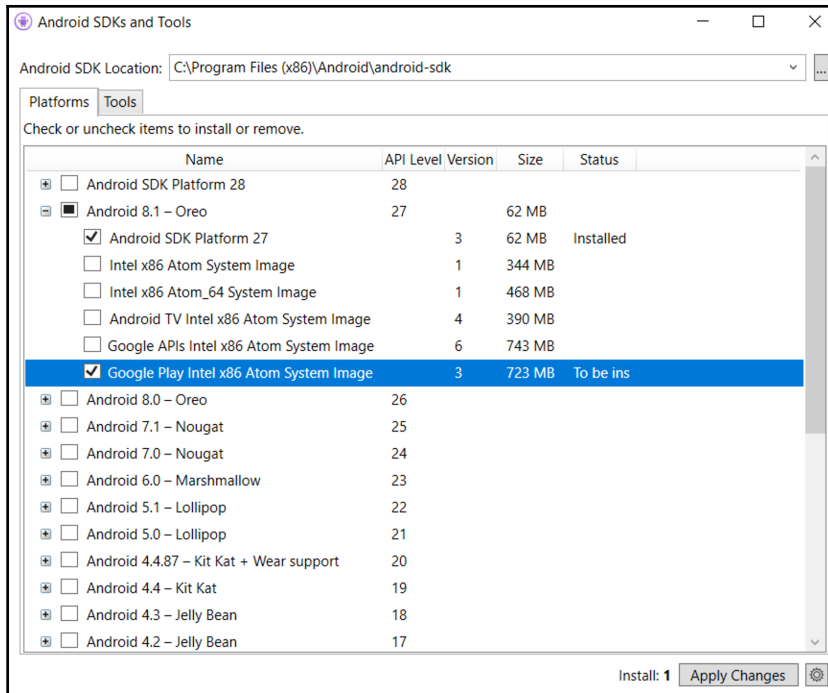 Android SDKs and Tools
Android SDK Location: C:\Program Files (x86)\Android\android-sdk ...
Platforms Tools
Check or uncheck items to install or remove.
Name API Level Version Size Status
Android SDK Platform 28 28
Android 8.1 – Oreo 27 62 MB
Android SDK Platform 27 3 62 MB Installed
Intel x86 Atom System Image 1 344 MB
Intel x86 Atom_64 System Image 1 468 MB
Android TV Intel x86 Atom System Image 4 390 MB
Google APIs Intel x86 Atom System Image 6 743 MB
Google Play Intel x86 Atom System Image 3 723 MB To be ins
Android 8.0 – Oreo 26
Android 7.1 – Nougat 25
Android 7.0 – Nougat 24
Android 6.0 – Marshmallow 23
Android 5.1 – Lollipop 22
Android 5.0 – Lollipop 21
Android 4.4.87 – Kit Kat + Wear support 20
Android 4.4 – Kit Kat 19
Android 4.3 – Jelly Bean 18
Android 4.2 – Jelly Bean 17
Install: 1 Apply Changes